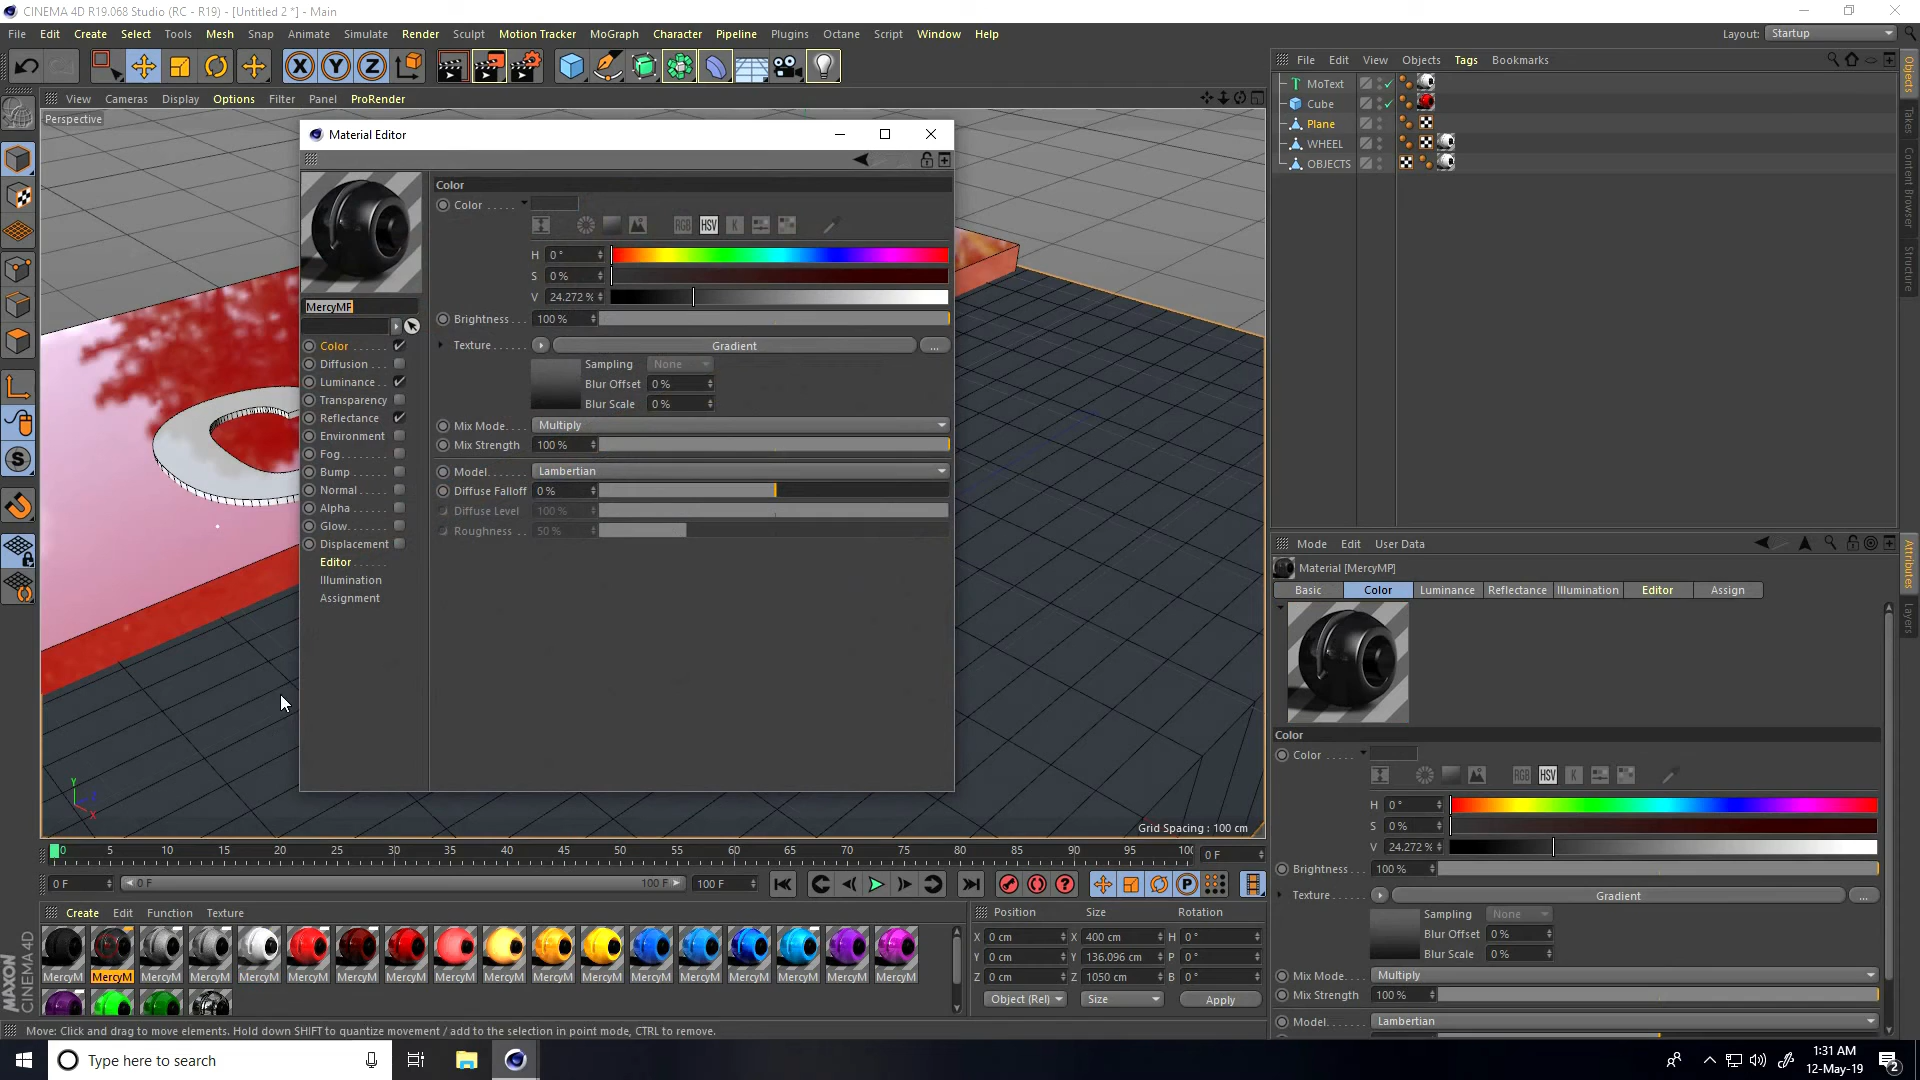 CINEMA 4D R19.068 Studio (RC - R19) - [Untitled 2 *] - Main
File Edit Create Select Tools Mesh Snap Animate Simulate Render Sculpt Motion Tracker MoGraph Character Pipeline Plugins Octane Script Window Help
Layout: Startup
File Edit View Objects Tags Bookmarks
MoText
Cube
Plane
WHEEL
OBJECTS
Objects
Takes
Content Browser
Structure
View Cameras Display Options Filter Panel ProRender
Perspective
Material Editor
MercyMP
Color
Diffusion
Luminance
Transparency
Reflectance
Environment
Fog
Bump
Normal
Alpha
Glow
Displacement
Editor
Illumination
Assignment
Color
Color
RGB HSV K
H 0 °
S 0 %
V 24.272 %
Brightness 100 %
Texture Gradient ...
Sampling None
Blur Offset 0 %
Blur Scale 0 %
Mix Mode Multiply
Mix Strength 100 %
Model Lambertian
Diffuse Falloff 0 %
Diffuse Level 100 %
Roughness 50 %
Grid Spacing : 100 cm
Mode Edit User Data
Material [MercyMP]
Basic Color Luminance Reflectance Illumination Editor Assign
Attributes
Layers
Color
Color
RGB HSV K
H 0 °
S 0 %
V 24.272 %
Brightness 100 %
Texture Gradient ...
Sampling None
Blur Offset 0 %
Blur Scale 0 %
Mix Mode Multiply
Mix Strength 100 %
Model Lambertian
0 5 10 15 20 25 30 35 40 45 50 55 60 65 70 75 80 85 90 95 100 0 F
0 F 0 F 100 F 100 F
Create Edit Function Texture
MercyM MercyM MercyM MercyM MercyM MercyM MercyM MercyM MercyM MercyM MercyM MercyM MercyM MercyM MercyM MercyM MercyM MercyM
Position Size Rotation
X 0 cm X 400 cm H 0 °
Y 0 cm Y 136.096 cm P 0 °
Z 0 cm Z 1050 cm B 0 °
Object (Rel) Size Apply
MAXON CINEMA 4D
Move: Click and drag to move elements. Hold down SHIFT to quantize movement / add to the selection in point mode, CTRL to remove.
Type here to search
1:31 AM
12-May-19
2